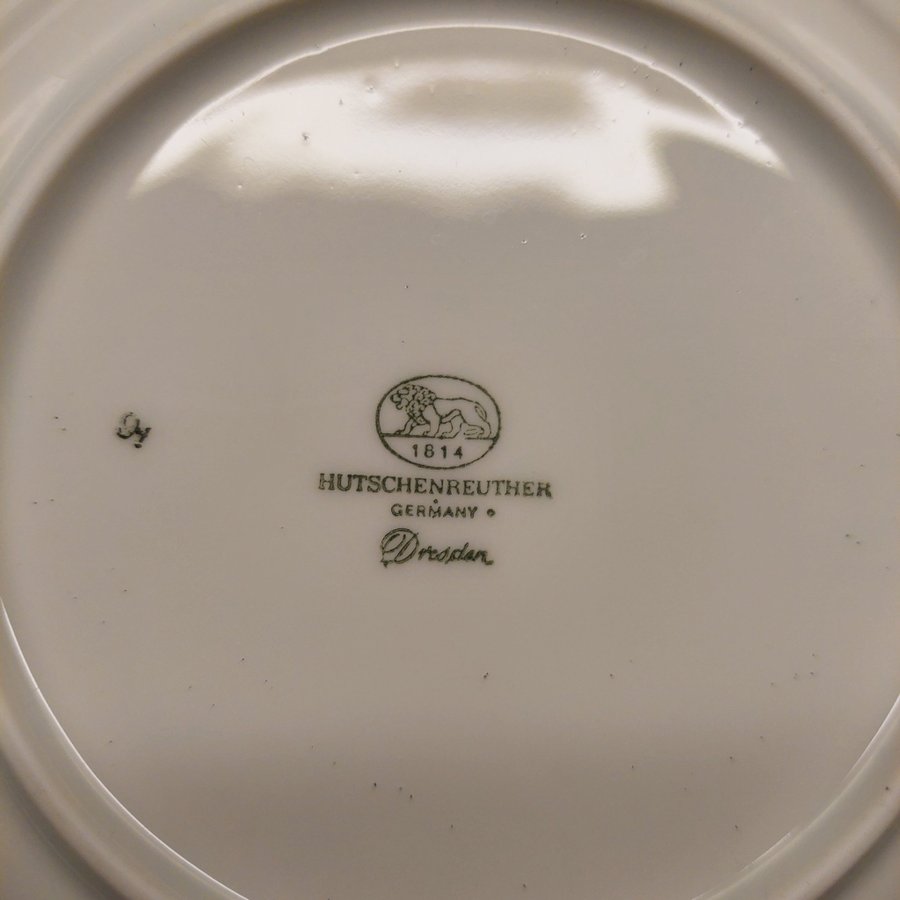 1814
HUTSCHENREUTHER
GERMANY
Dresden